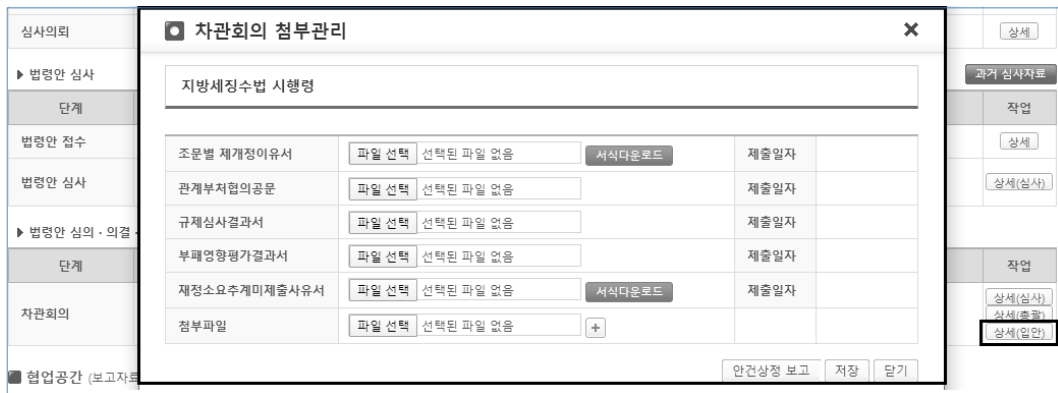 심사의뢰
상세
▶ 법령안 심사
과거 심사자료
단계
작업
법령안 접수
상세
법령안 심사
상세(심사)
▶ 법령안 심의 · 의결 ·
단계
작업
차관회의
상세(심사)
상세(총괄)
상세(입안)
협업공간 (보고자료
차관회의 첨부관리
지방세징수법 시행령
조문별 제개정이유서 파일 선택 선택된 파일 없음 서식다운로드 제출일자
관계부처협의공문 파일 선택 선택된 파일 없음 제출일자
규제심사결과서 파일 선택 선택된 파일 없음 제출일자
부패영향평가결과서 파일 선택 선택된 파일 없음 제출일자
재정소요추계미제출사유서 파일 선택 선택된 파일 없음 서식다운로드 제출일자
첨부파일 파일 선택 선택된 파일 없음 +
안건상정 보고 저장 닫기